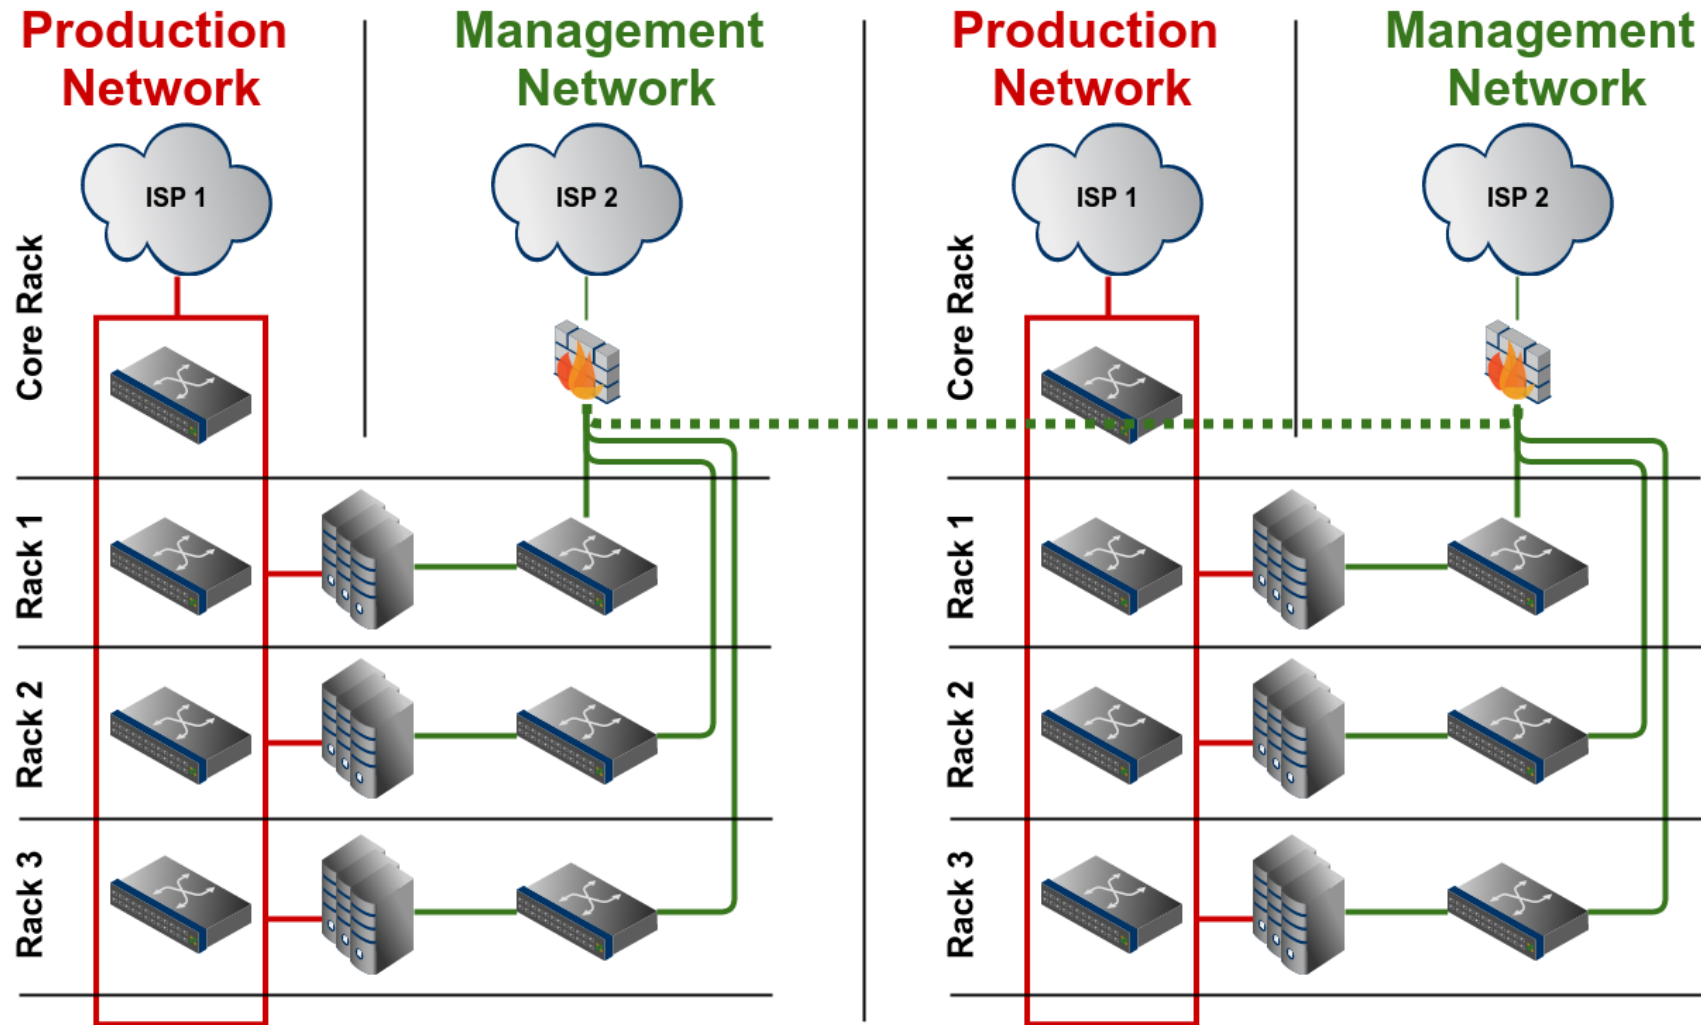 Production
Network
Management
Network
ISP 1
ISP 2
Core Rack
Rack 1
Rack 2
Rack 3
Production
Network
Management
Network
ISP 1
ISP 2
Core Rack
Rack 1
Rack 2
Rack 3